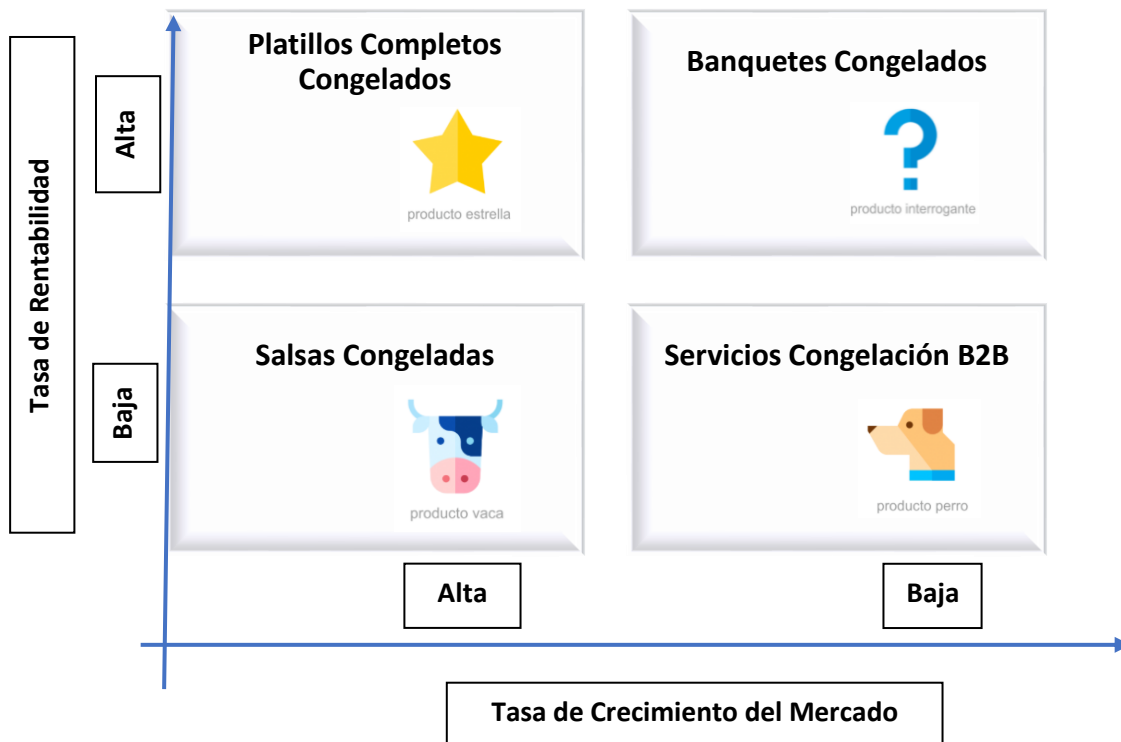 Tasa de Rentabilidad
Alta
Baja
Platillos Completos
Congelados
producto estrella
Banquetes Congelados
producto interrogante
Salsas Congeladas
producto vaca
Servicios Congelación B2B
producto perro
Alta
Baja
Tasa de Crecimiento del Mercado